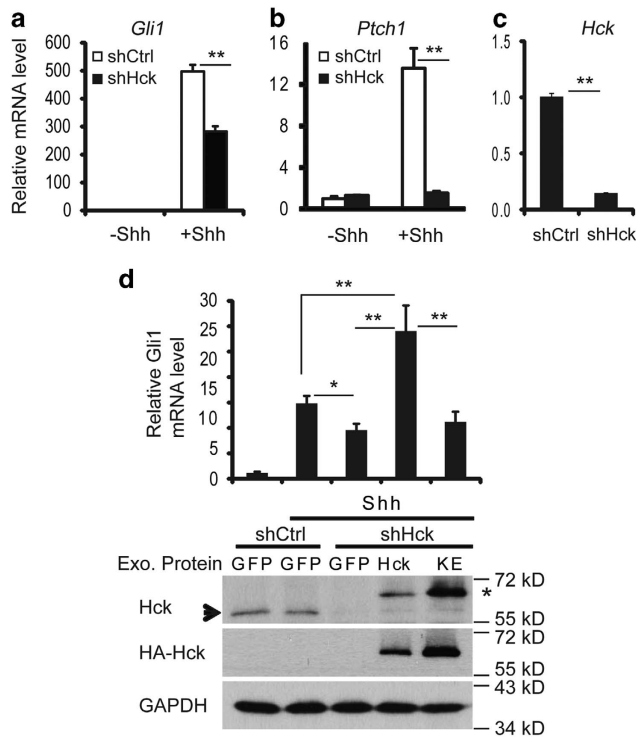 a
Gli1
Relative mRNA level
600
500
400
300
200
100
0
shCtrl
shHck
**
-Shh
+Shh
b
Ptch1
16
12
8
4
0
shCtrl
shHck
**
-Shh
+Shh
c
Hck
1.5
1.0
0.5
0.0
**
shCtrl
shHck
d
Relative Gli1
mRNA level
30
25
20
15
10
5
0
**
**
**
*
Shh
shCtrl
shHck
Exo. Protein
GFP GFP GFP Hck KE
Hck
72 kD
*
55 kD
HA-Hck
72 kD
55 kD
GAPDH
43 kD
34 kD